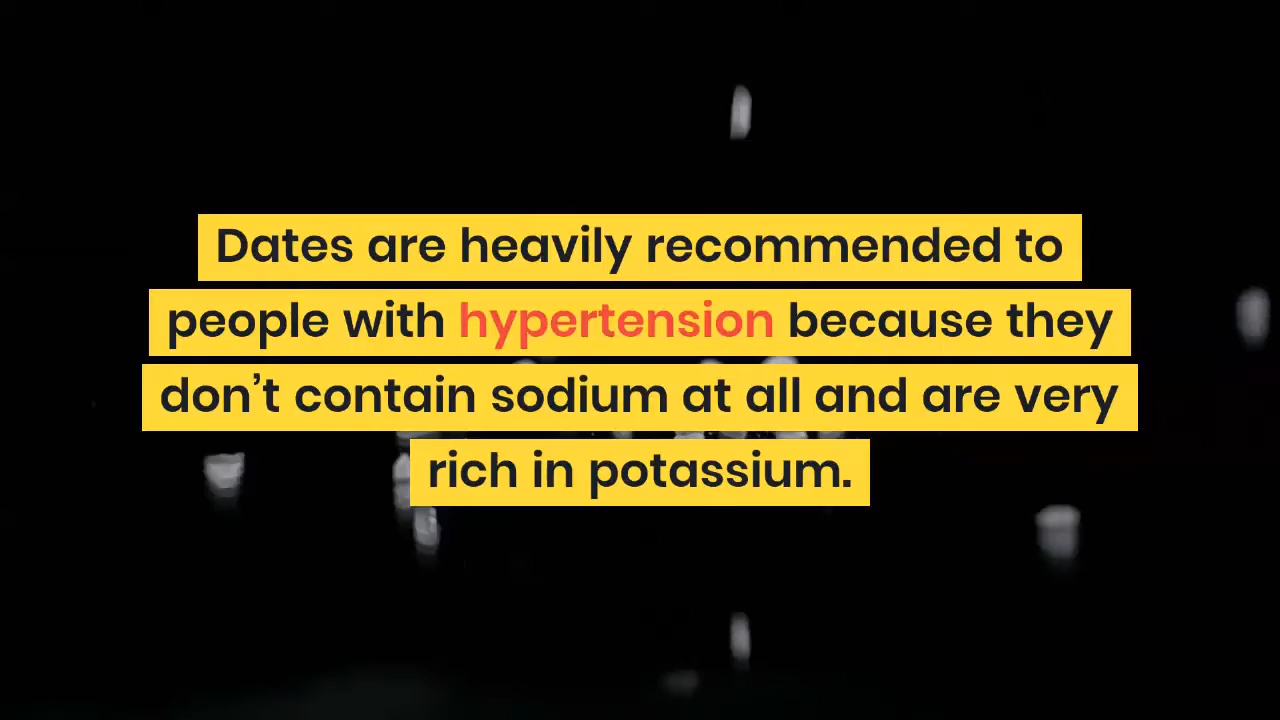 Dates are heavily recommended to
people with hypertension because they
don’t contain sodium at all and are very
rich in potassium.